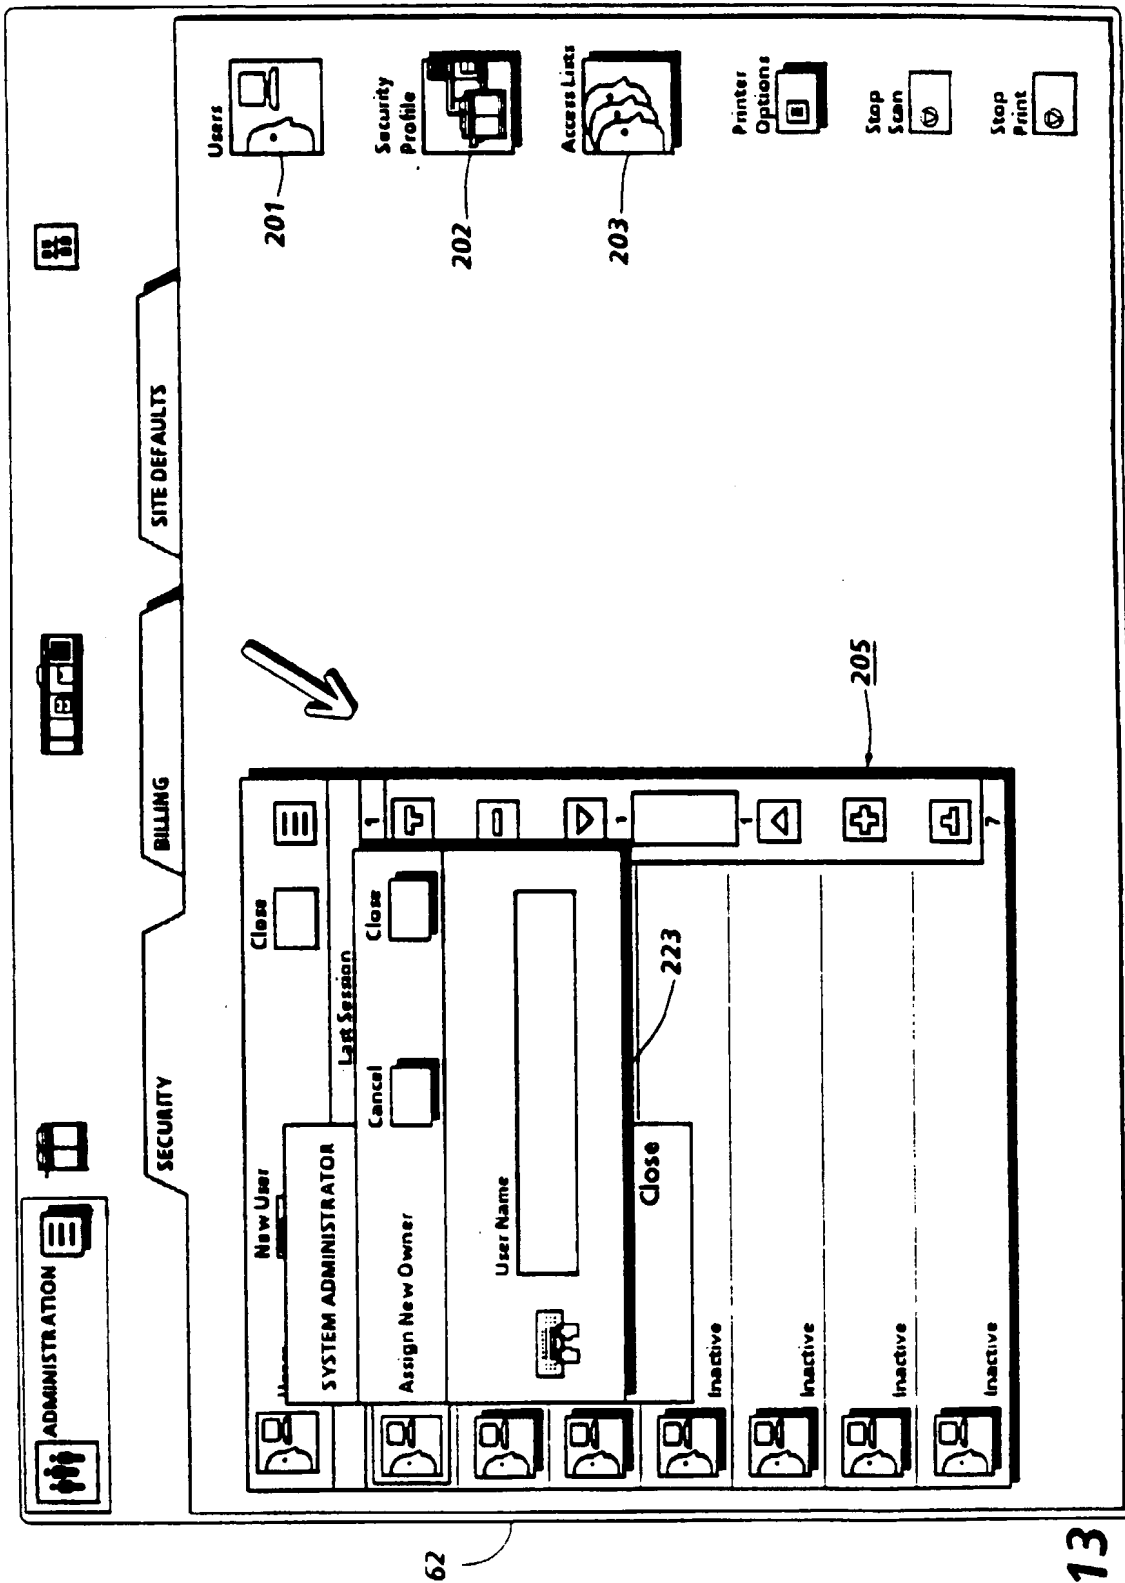 ADMINISTRATION
SECURITY
BILLING
SITE DEFAULTS
New User
Close
Users
201
SYSTEM ADMINISTRATOR
Last Session
1
Assign New Owner
Cancel
Close
Security
Profile
202
User Name
1
Access Lists
203
Close
223
Inactive
1
Printer
Options
Inactive
205
Stop
Scan
Inactive
Inactive
7
Stop
Print
62
13